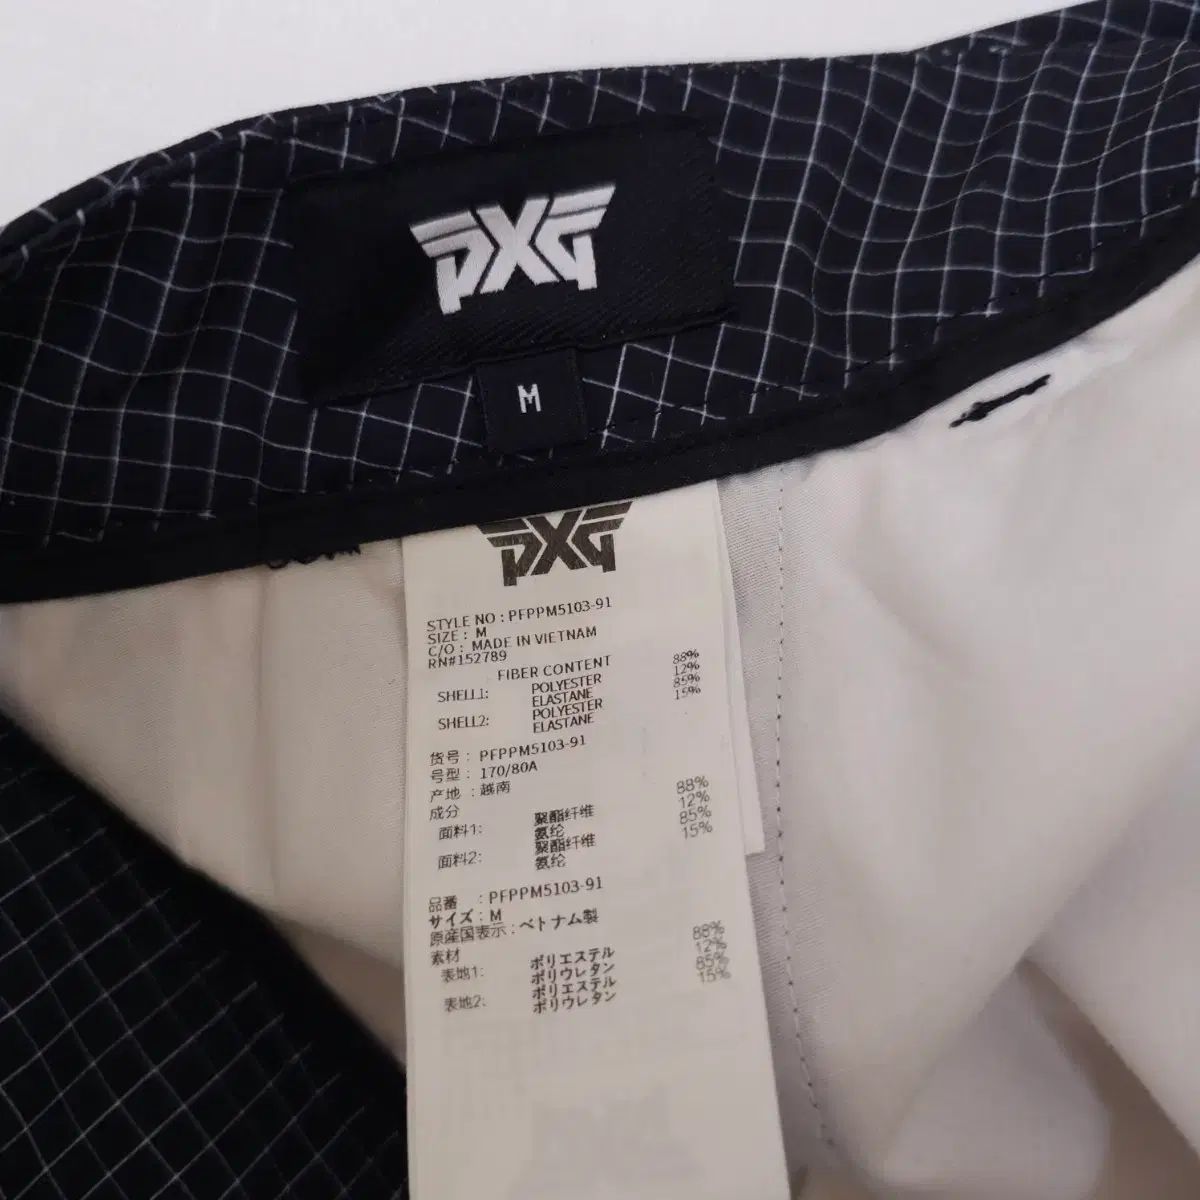 PXG
M
PXG
STYLE NO : PFPPM5103-91
SIZE : M
C/O : MADE IN VIETNAM
RN#152789
FIBER CONTENT
SHELL1: POLYESTER 88%
ELASTANE 12%
SHELL2: POLYESTER 85%
ELASTANE 15%
货号 : PFPPM5103-91
号型 : 170/80A
产地 : 越南
成分
面料1: 聚酯纤维 88%
氨纶 12%
面料2: 聚酯纤维 85%
氨纶 15%
品番 : PFPPM5103-91
サイズ : M
原産国表示 : ベトナム製
素材
表地1: ポリエステル 88%
ポリウレタン 12%
表地2: ポリエステル 85%
ポリウレタン 15%